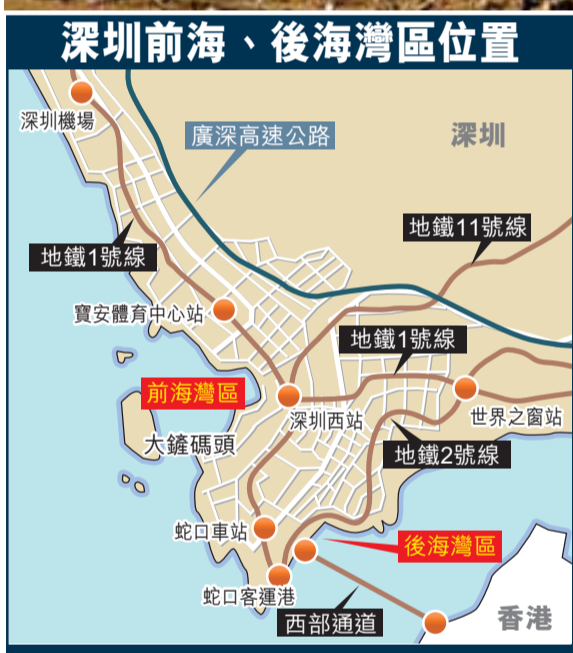 深圳前海、後海灣區位置
深圳機場
廣深高速公路
深圳
地鐵11號線
地鐵1號線
寶安體育中心站
地鐵1號線
前海灣區
深圳西站
世界之窗站
大鏟碼頭
地鐵2號線
蛇口車站
後海灣區
蛇口客運港
西部通道
香港